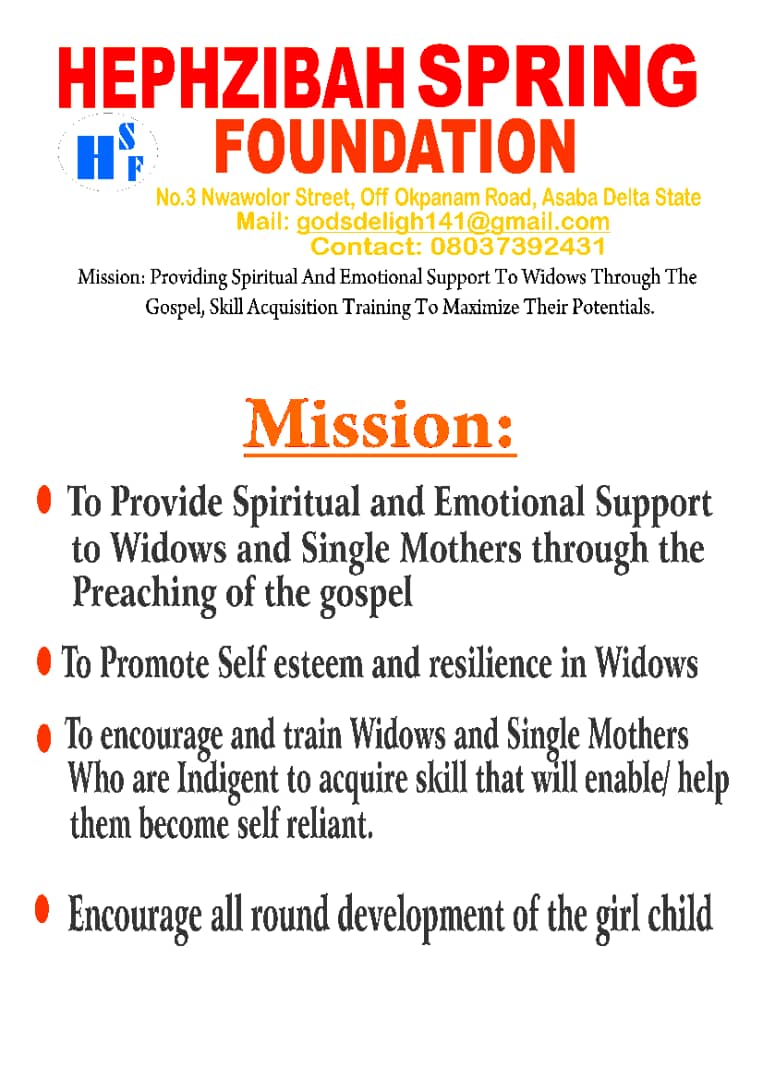 HEPHZIBAH SPRING
FOUNDATION
HSF
No.3 Nwawolor Street, Off Okpanam Road, Asaba Delta State
Mail: godsdeligh141@gmail.com
Contact: 08037392431
Mission: Providing Spiritual And Emotional Support To Widows Through The
Gospel, Skill Acquisition Training To Maximize Their Potentials.
Mission:
To Provide Spiritual and Emotional Support
to Widows and Single Mothers through the
Preaching of the gospel
To Promote Self esteem and resilience in Widows
To encourage and train Widows and Single Mothers
Who are Indigent to acquire skill that will enable/ help
them become self reliant.
Encourage all round development of the girl child